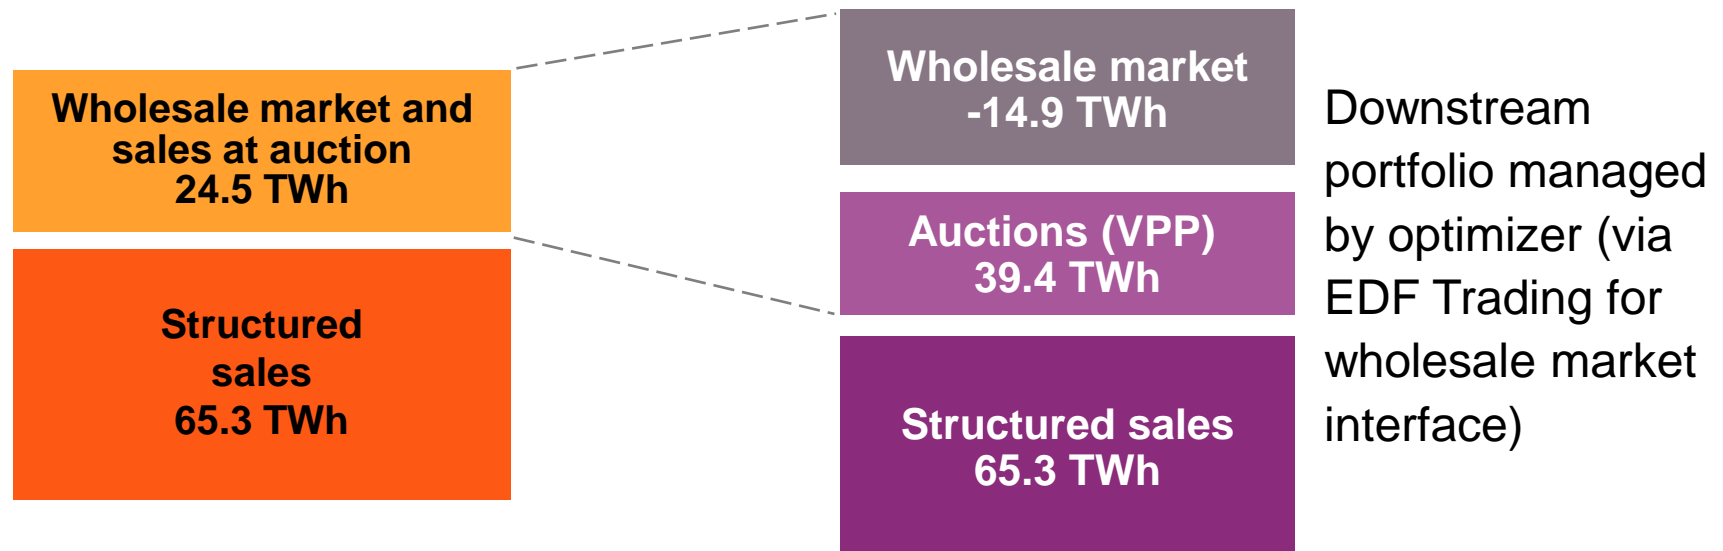 Wholesale market and
sales at auction
24.5 TWh
Structured
sales
65.3 TWh
Wholesale market
-14.9 TWh
Auctions (VPP)
39.4 TWh
Structured sales
65.3 TWh
Downstream
portfolio managed
by optimizer (via
EDF Trading for
wholesale market
interface)